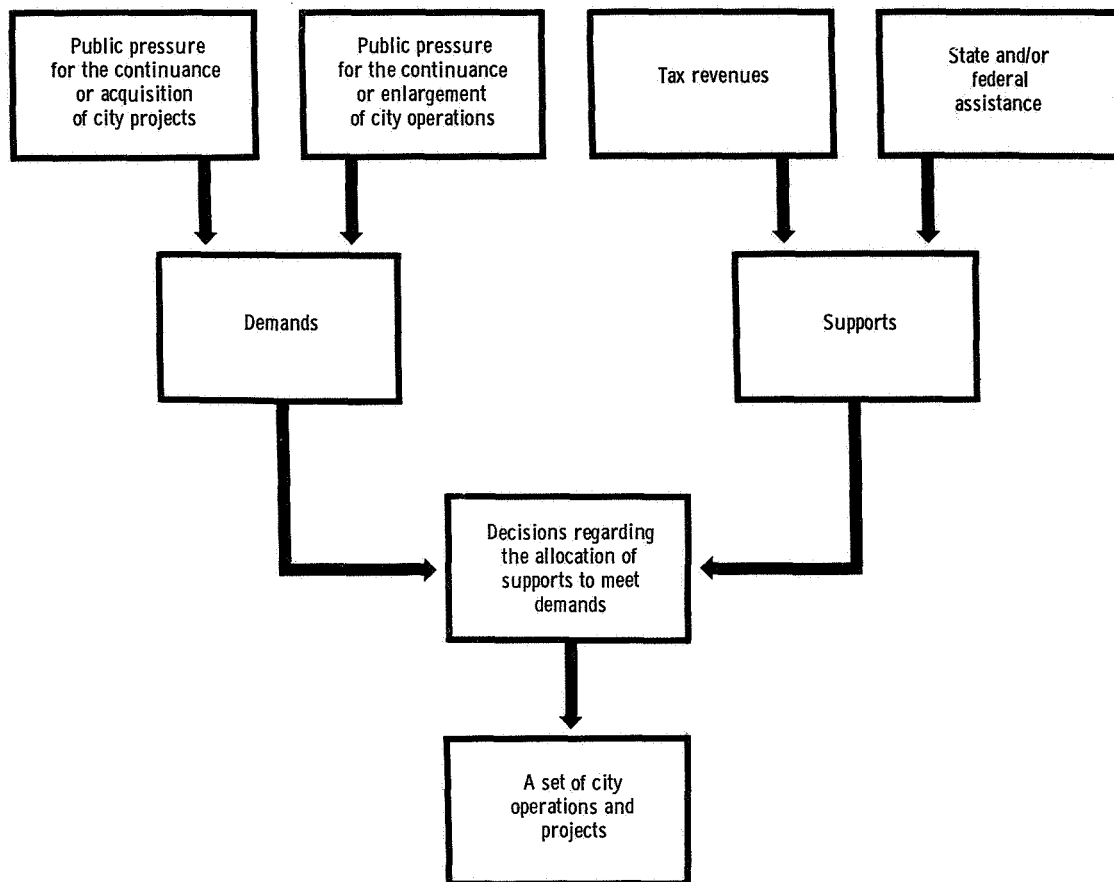 Public pressure
for the continuance
or acquisition
of city projects
Public pressure
for the continuance
or enlargement
of city operations
Tax revenues
State and/or
federal
assistance
Demands
Supports
Decisions regarding
the allocation of
supports to meet
demands
A set of city
operations and
projects